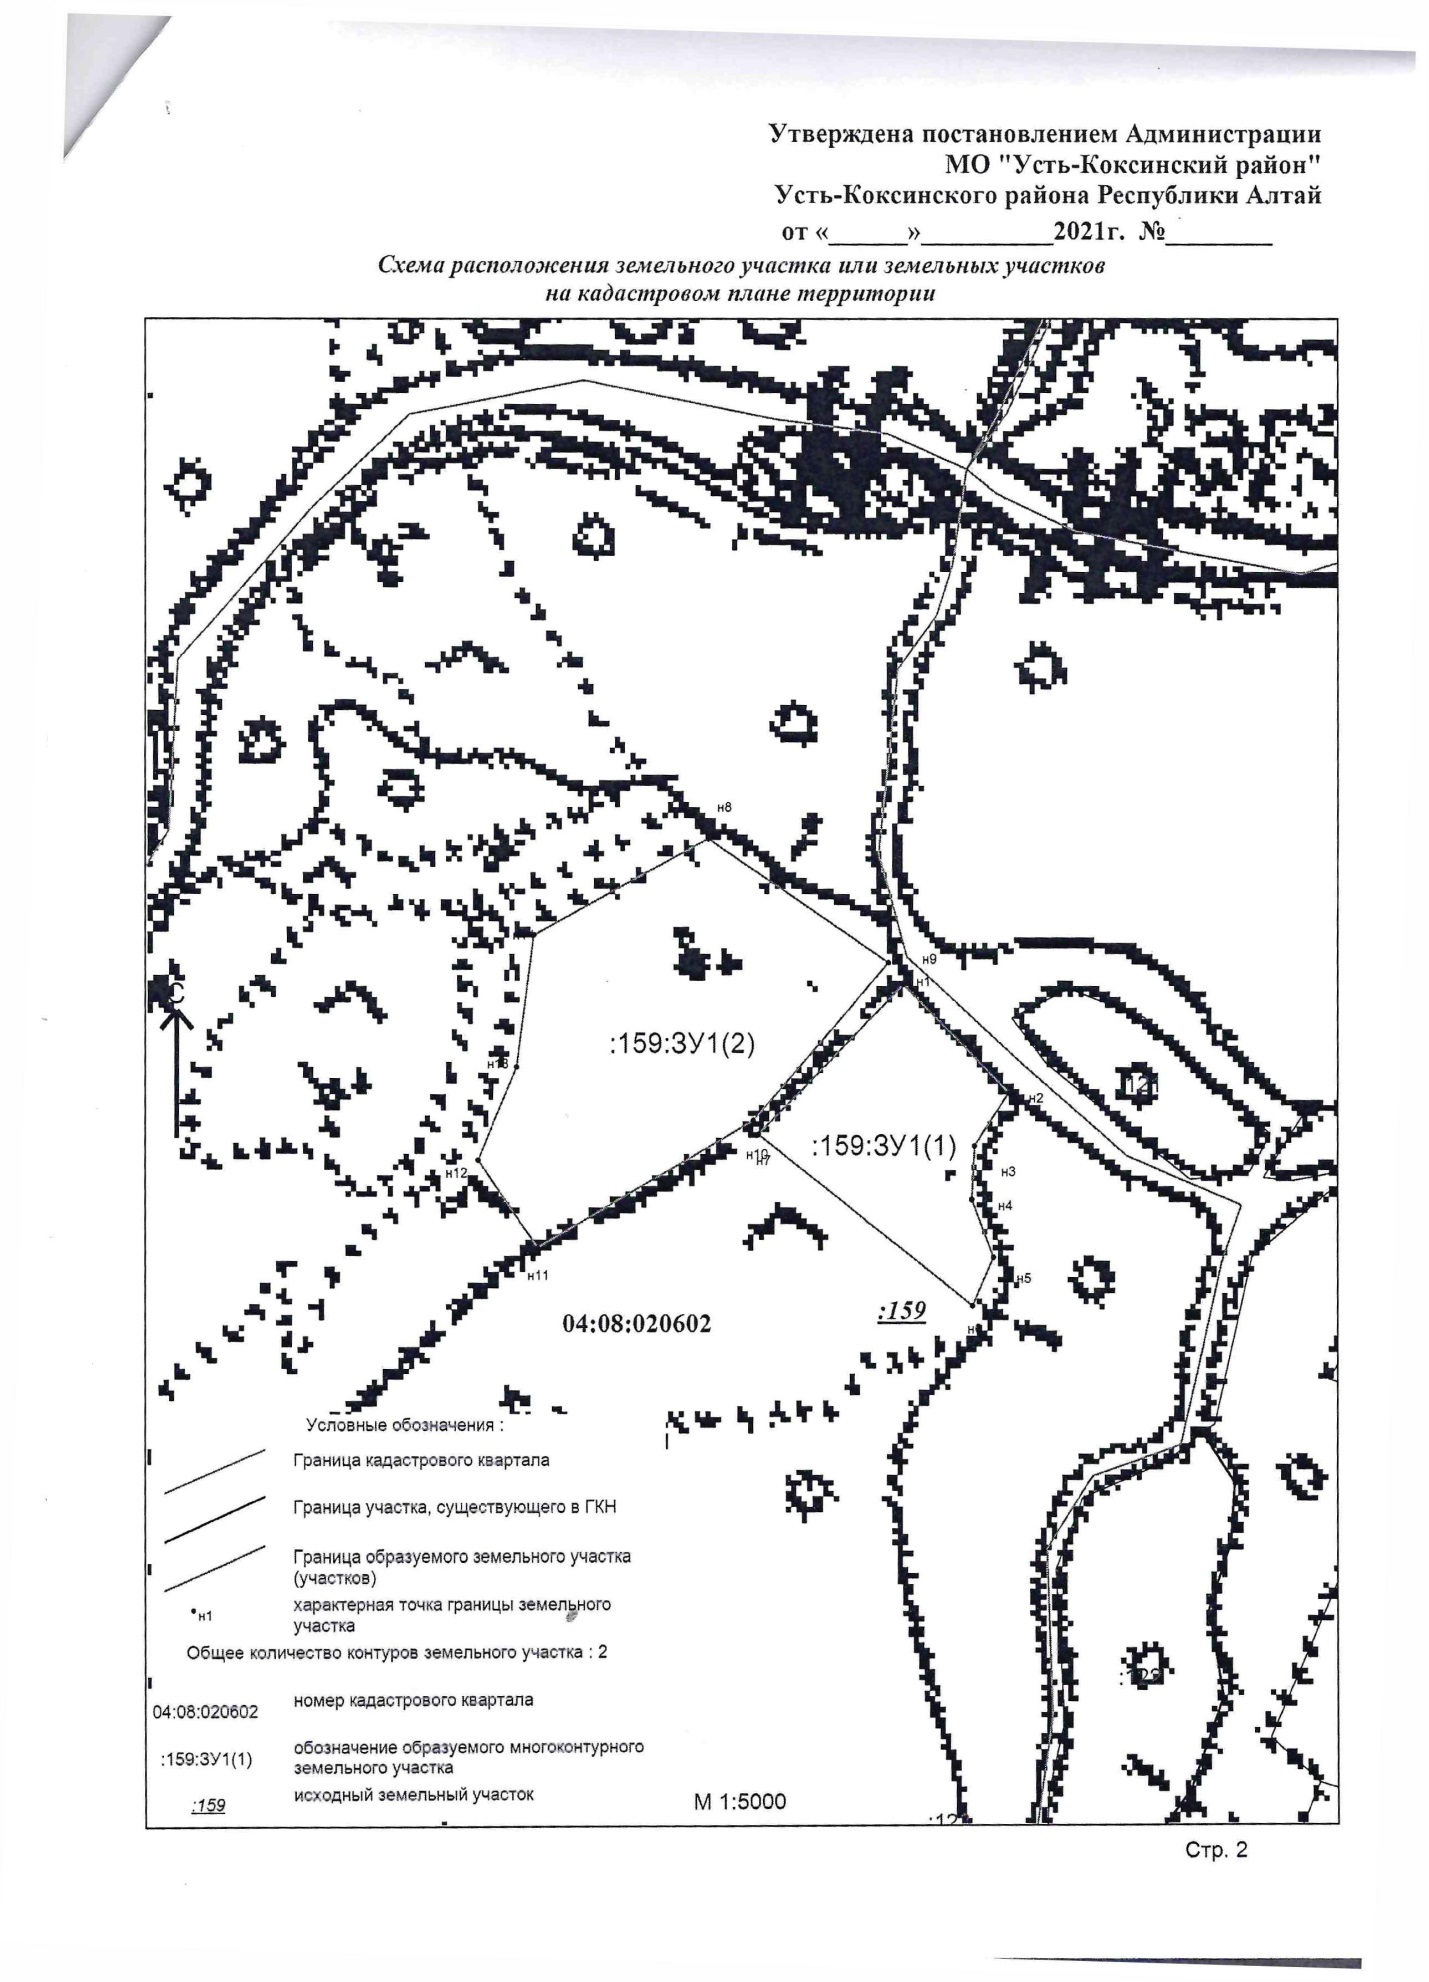 Утверждена постановлением Администрации
МО "Усть-Коксинский район"
Усть-Коксинского района Республики Алтай
от «______»__________2021г. №________
Схема расположения земельного участка или земельных участков
на кадастровом плане территории
н8
н9
С
н1
:159:ЗУ1(2)
н13
121
н2
:159:ЗУ1(1)
н10
н7
н12
н3
н4
н11
н5
:159
04:08:020602
Условные обозначения :
Граница кадастрового квартала
Граница участка, существующего в ГКН
Граница образуемого земельного участка
(участков)
н1
характерная точка границы земельного
участка
Общее количество контуров земельного участка : 2
04:08:020602
номер кадастрового квартала
:159:ЗУ1(1)
обозначение образуемого многоконтурного
земельного участка
:159
исходный земельный участок
М 1:5000
Стр. 2